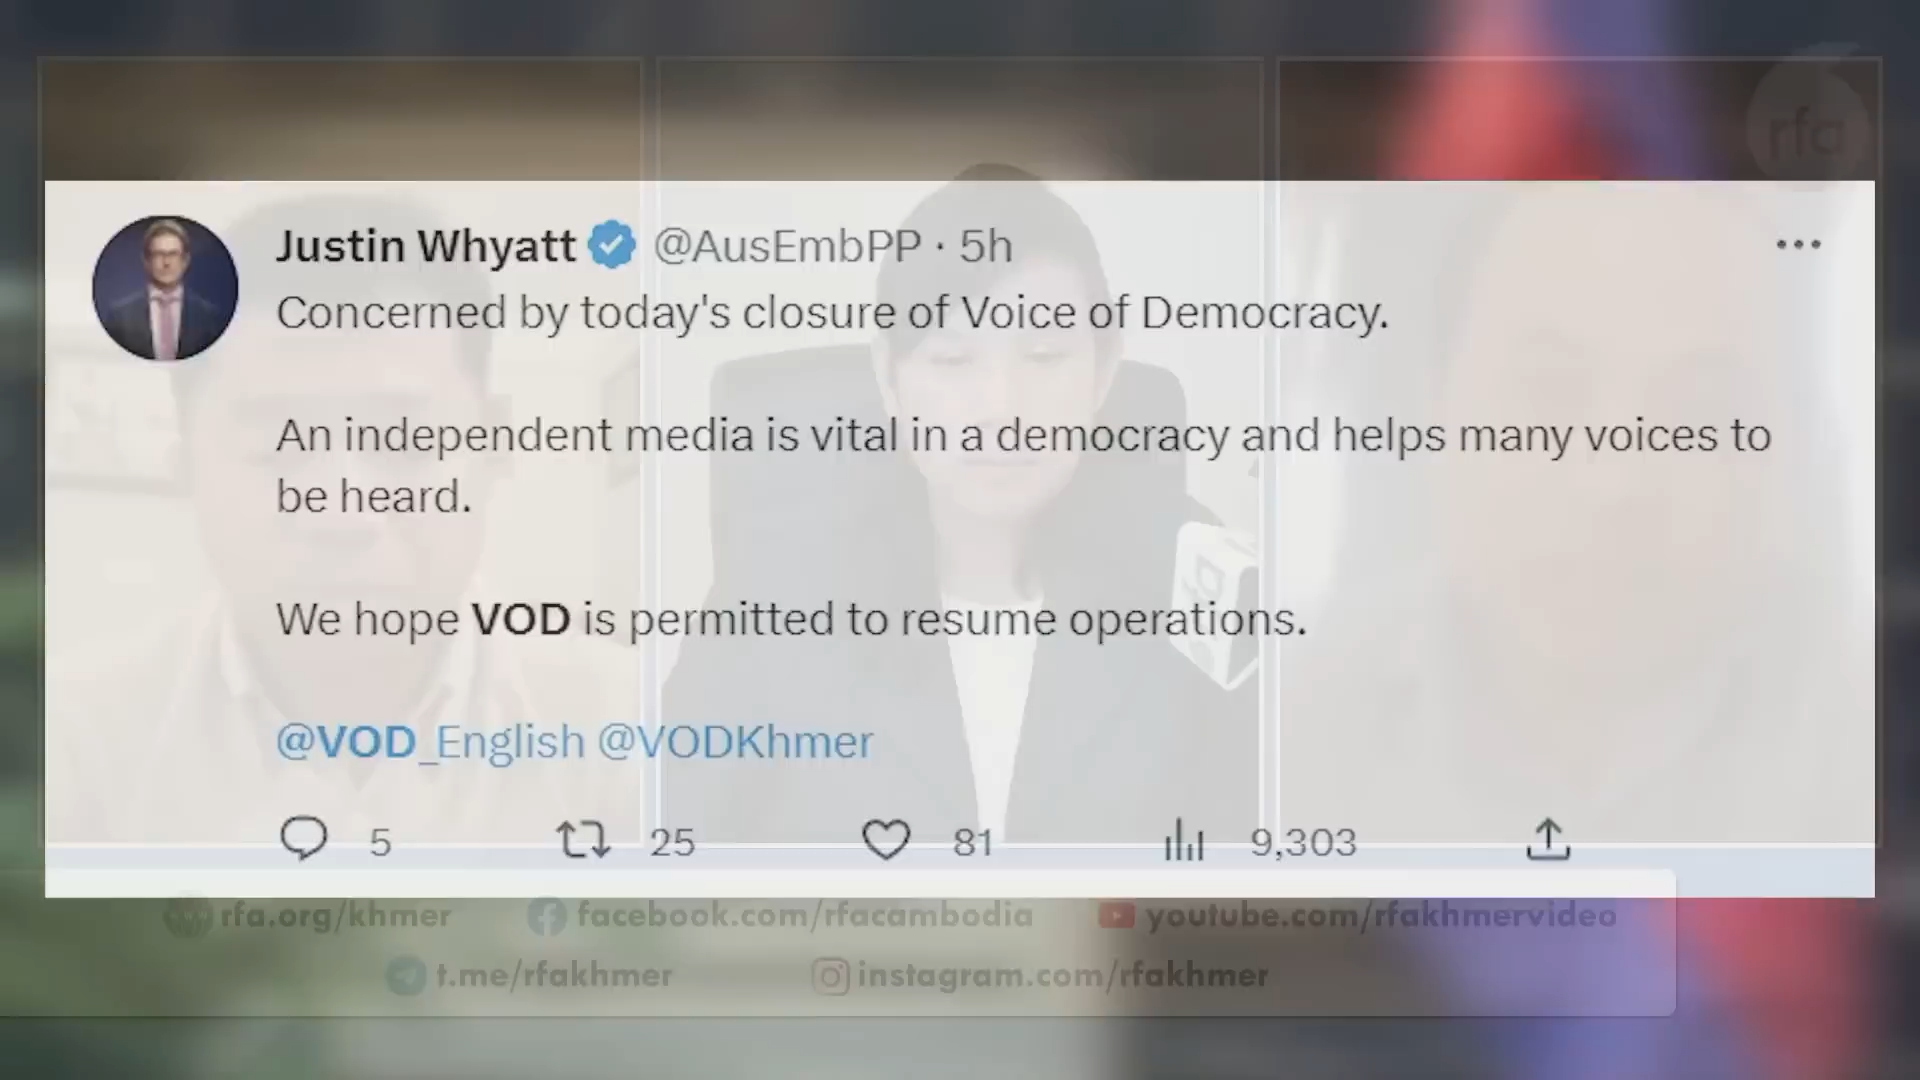 rfa
Justin Whyatt @AusEmbPP · 5h
Concerned by today's closure of Voice of Democracy.
An independent media is vital in a democracy and helps many voices to
be heard.
We hope VOD is permitted to resume operations.
@VOD_English @VODKhmer
5 25 81 9,303
rfa.org/khmer facebook.com/rfacambodia youtube.com/rfakhmervideo
t.me/rfakhmer instagram.com/rfakhmer